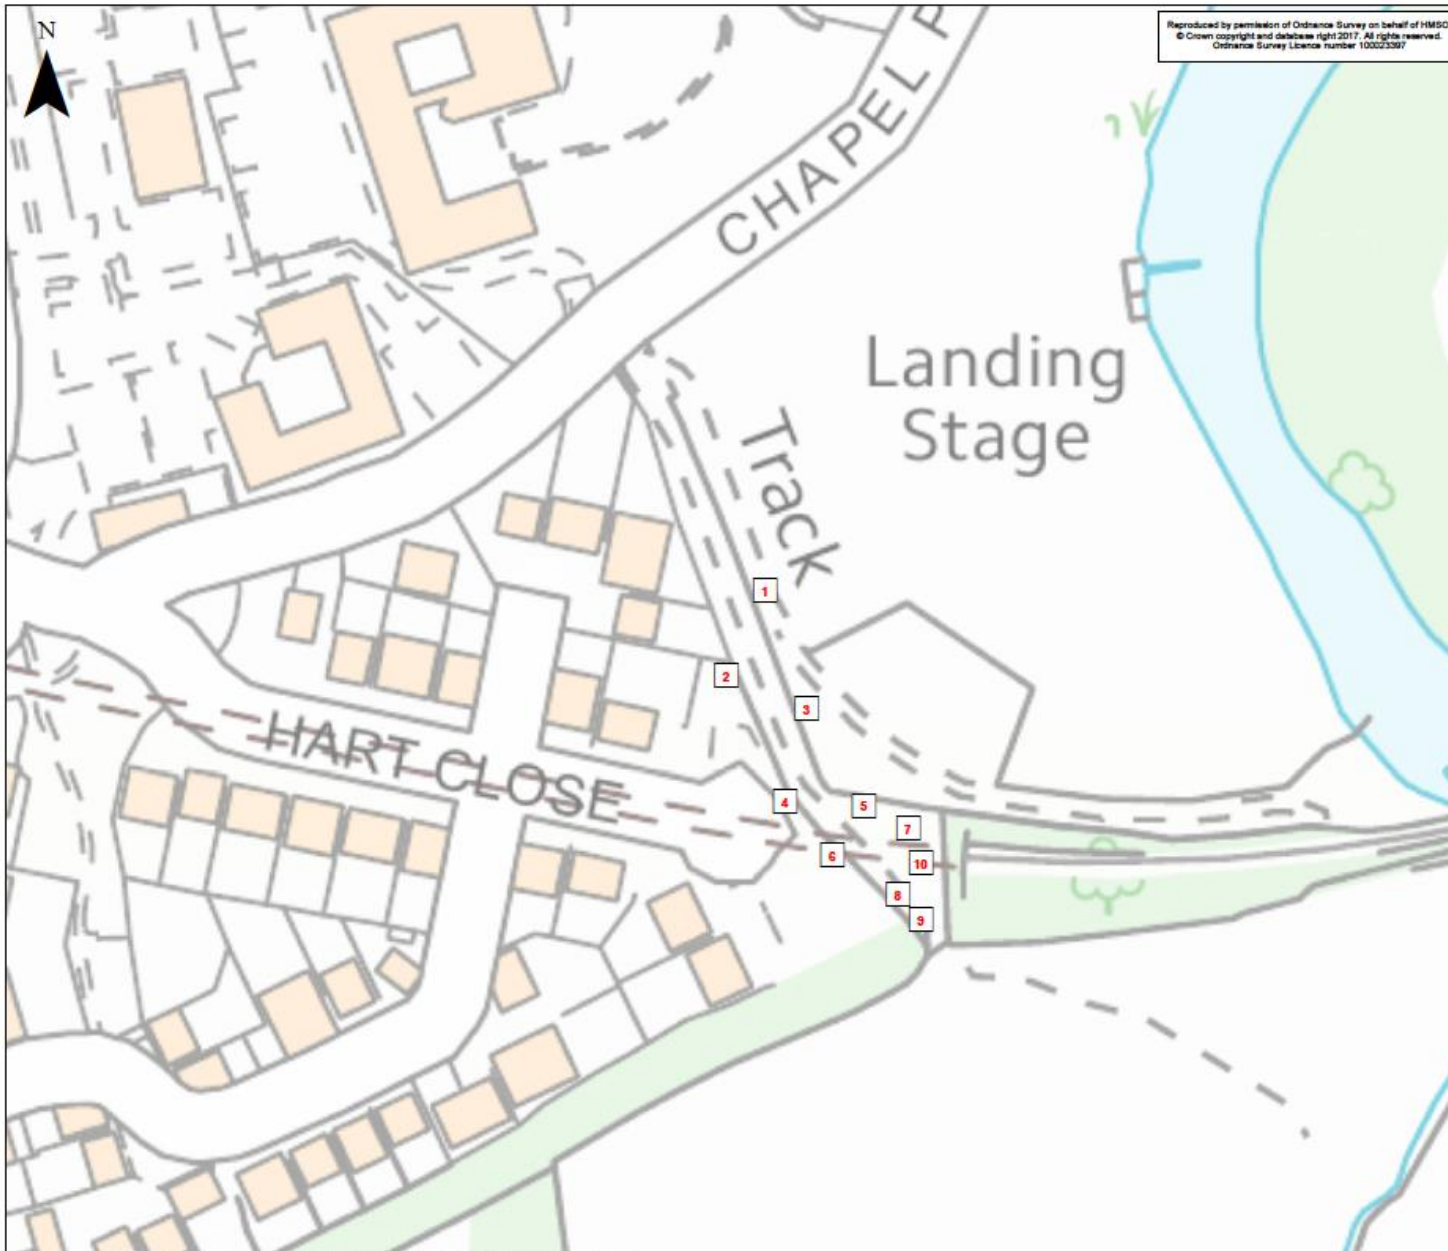 N
Reproduced by permission of Ordnance Survey on behalf of HMSO
© Crown copyright and database right 2017. All rights reserved.
Ordnance Survey Licence number 100023397
CHAPEL P
Landing
Stage
Track
1
2
3
HART CLOSE
4
5
7
6
10
8
9